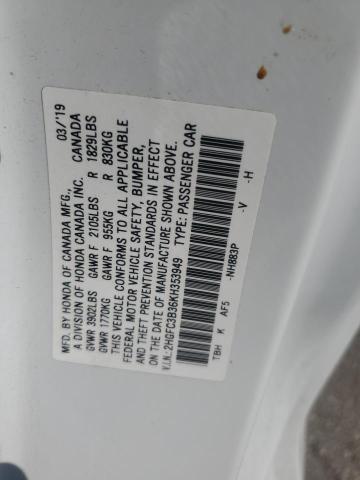 MFD. BY HONDA OF CANADA MFG., 03/'19
A DIVISION OF HONDA CANADA INC. CANADA
GVWR 3902LBS GAWR F 2105LBS R 1829LBS
GVWR 1770KG GAWR F 955KG R 830KG
THIS VEHICLE CONFORMS TO ALL APPLICABLE
FEDERAL MOTOR VEHICLE SAFETY, BUMPER,
AND THEFT PREVENTION STANDARDS IN EFFECT
ON THE DATE OF MANUFACTURE SHOWN ABOVE.
V.I.N.:2HGFC3B36KH353949 TYPE: PASSENGER CAR
TBH K AF5 -NH883P -V -H